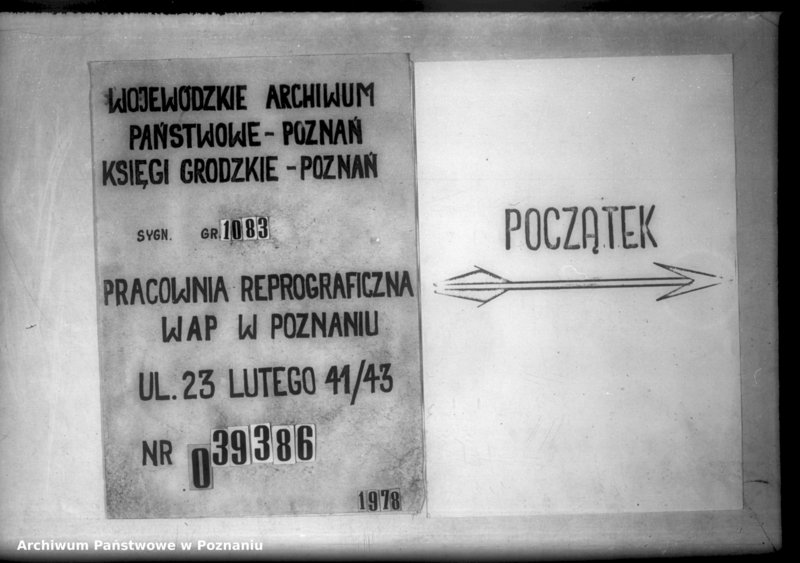 WOJEWÓDZKIE ARCHIWUM
PAŃSTWOWE - POZNAŃ
KSIĘGI GRODZKIE - POZNAŃ
SYGN. GR. 1083
PRACOWNIA REPROGRAFICZNA
WAP W POZNANIU
UL. 23 LUTEGO 41/43
NR 039386
1978
POCZĄTEK
Archiwum Państwowe w Poznaniu